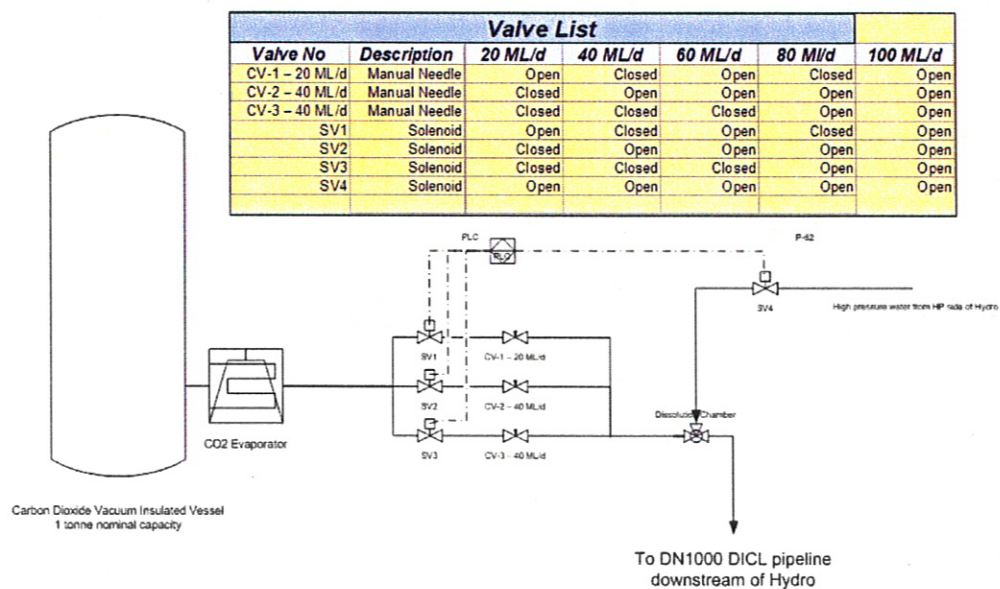 Valve List
Valve No Description 20 ML/d 40 ML/d 60 ML/d 80 Ml/d 100 ML/d
CV-1 – 20 ML/d Manual Needle Open Closed Open Closed Open
CV-2 – 40 ML/d Manual Needle Closed Open Open Open Open
CV-3 – 40 ML/d Manual Needle Closed Closed Closed Open Open
SV1 Solenoid Open Closed Open Closed Open
SV2 Solenoid Closed Open Open Open Open
SV3 Solenoid Closed Closed Closed Open Open
SV4 Solenoid Open Open Open Open Open
PLC
P-62
PLC
SV4
High pressure water from HP side of Hydro
SV1
CV-1 – 20 ML/d
SV2
CV-2 – 40 ML/d
Dissolution Chamber
SV3
CV-3 – 40 ML/d
CO2 Evaporator
Carbon Dioxide Vacuum Insulated Vessel
1 tonne nominal capacity
To DN1000 DICL pipeline
downstream of Hydro